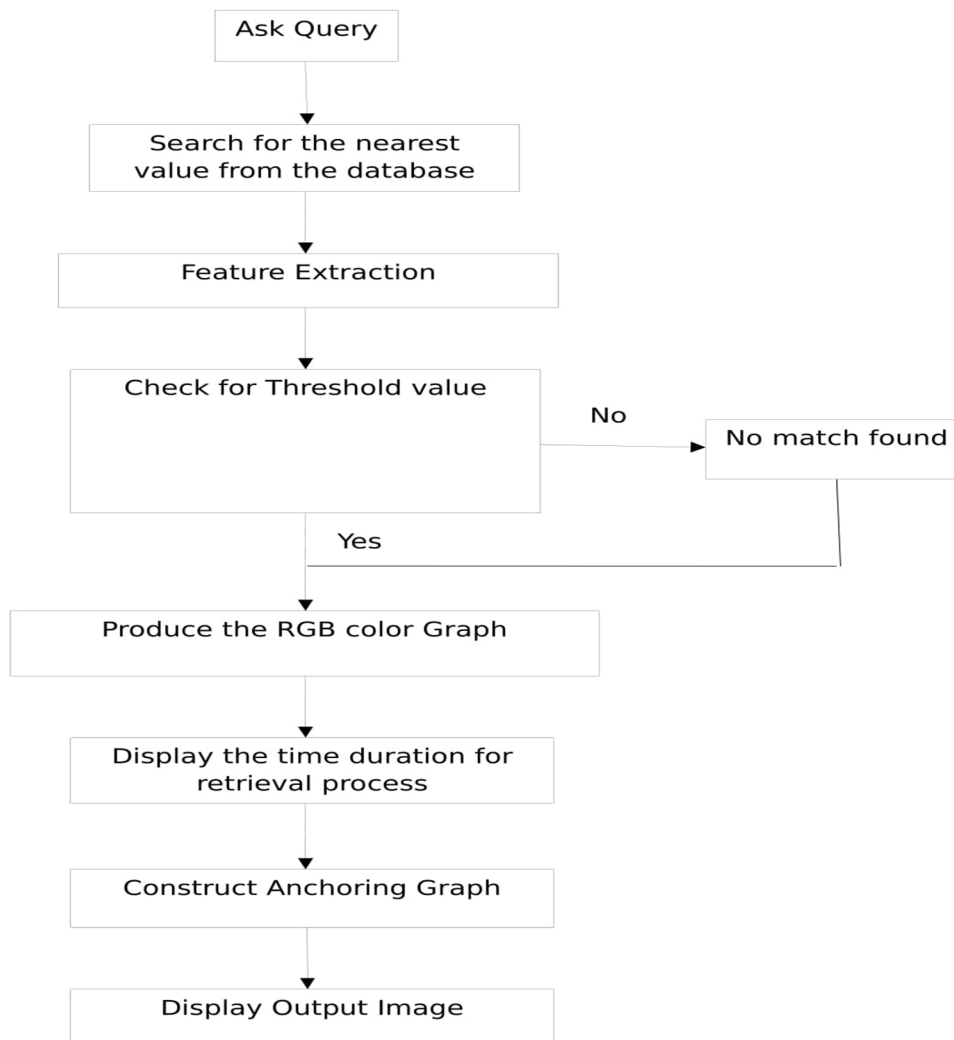 Ask Query
Search for the nearest
value from the database
Feature Extraction
Check for Threshold value
No
No match found
Yes
Produce the RGB color Graph
Display the time duration for
retrieval process
Construct Anchoring Graph
Display Output Image